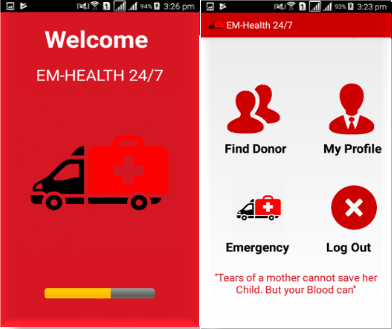 94% 3:26 pm
Welcome
EM-HEALTH 24/7
93% 3:23 pm
EM-Health 24/7
Find Donor
My Profile
Emergency
Log Out
"Tears of a mother cannot save her
Child. But your Blood can"